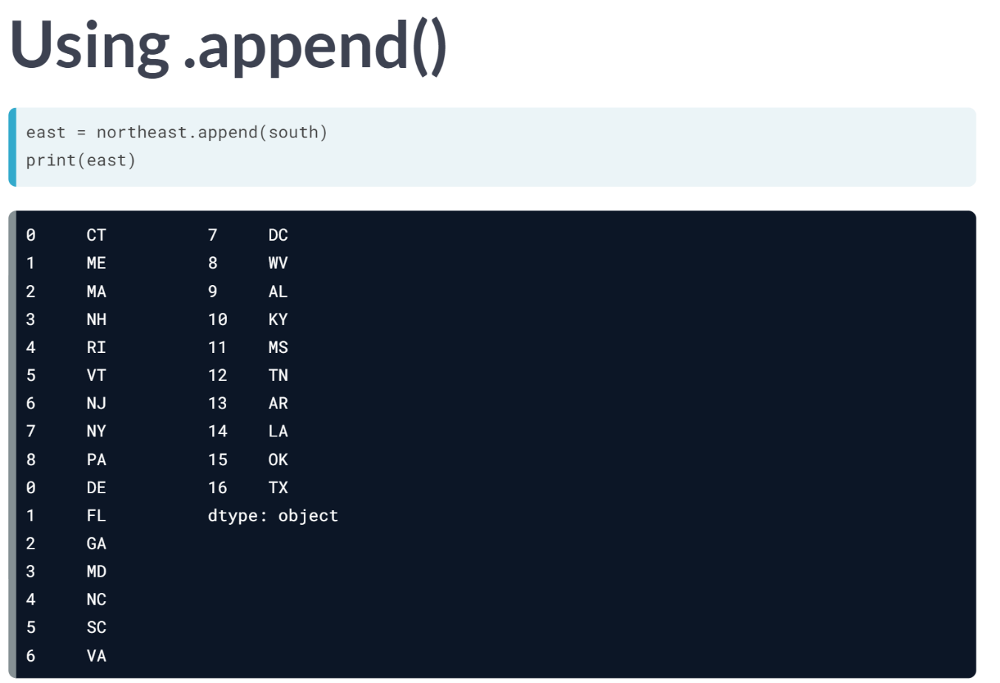 Using .append()
east = northeast.append(south)
print(east)
0 CT 7 DC
1 ME 8 WV
2 MA 9 AL
3 NH 10 KY
4 RI 11 MS
5 VT 12 TN
6 NJ 13 AR
7 NY 14 LA
8 PA 15 OK
0 DE 16 TX
1 FL dtype: object
2 GA
3 MD
4 NC
5 SC
6 VA